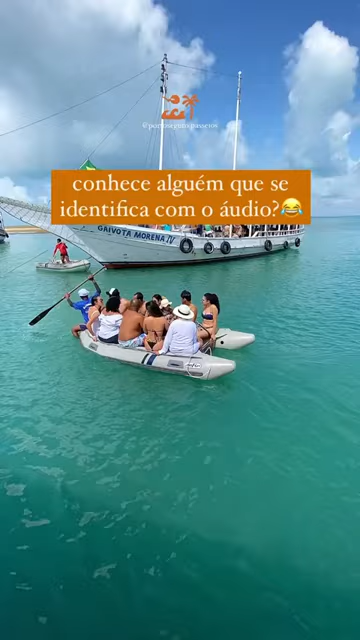 conhece alguém que se
identifica com o áudio?😂
GAIVOTA MORENA IV